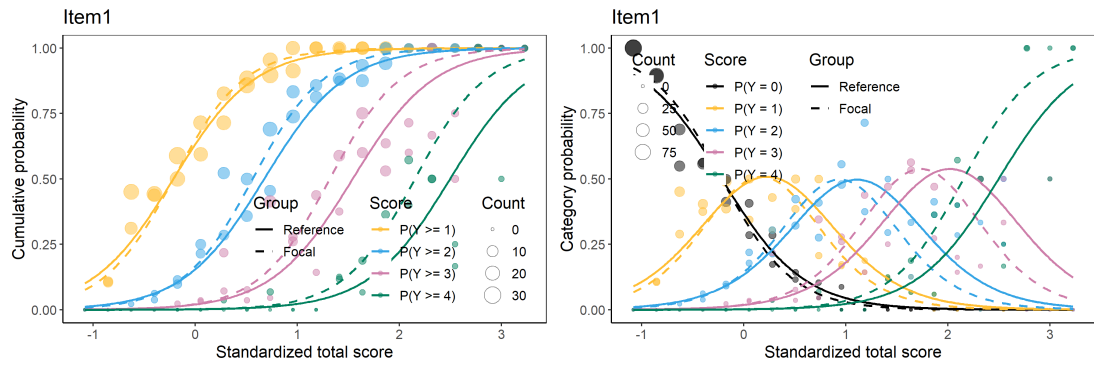 Item1
Cumulative probability
1.00
0.75
0.50
0.25
0.00
-1
0
1
2
3
Standardized total score
Group
Reference
Focal
Score
P(Y >= 1)
P(Y >= 2)
P(Y >= 3)
P(Y >= 4)
Count
0
10
20
30
Item1
Category probability
1.00
0.75
0.50
0.25
0.00
-1
0
1
2
3
Standardized total score
Count
0
25
50
75
Score
P(Y = 0)
P(Y = 1)
P(Y = 2)
P(Y = 3)
P(Y = 4)
Group
Reference
Focal